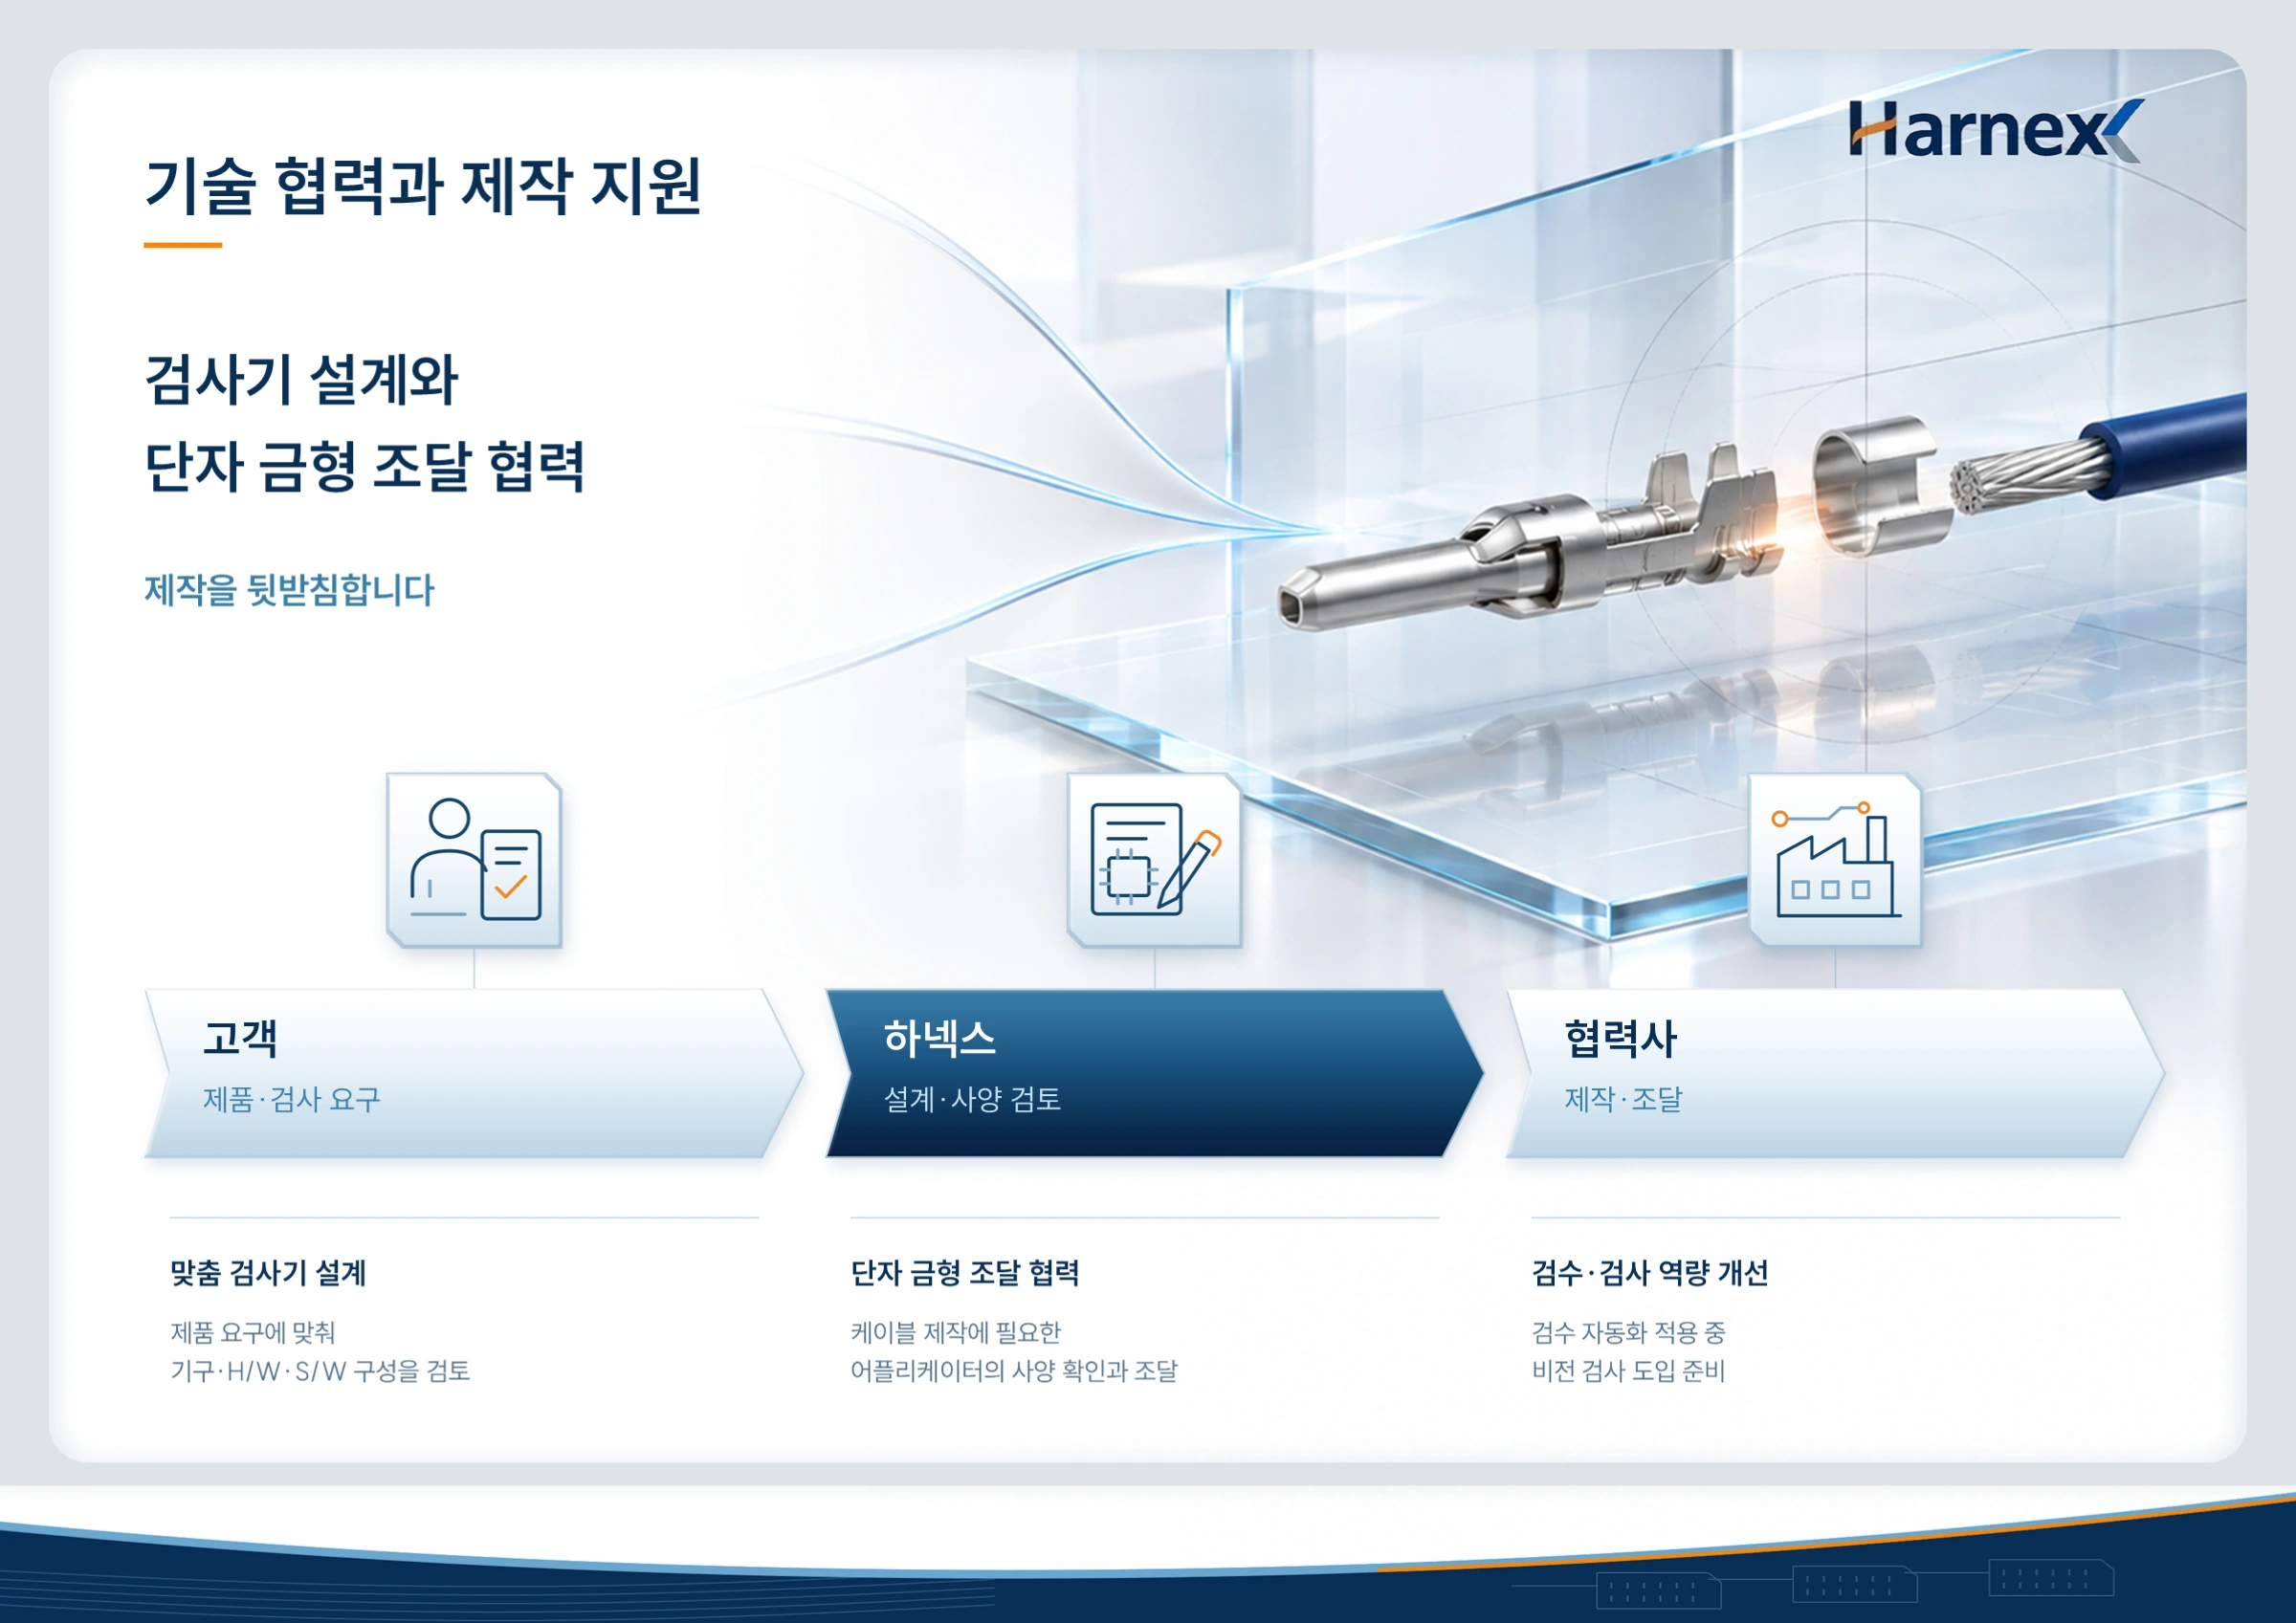 Harnex
기술 협력과 제작 지원
검사기 설계와
단자 금형 조달 협력
제작을 뒷받침합니다
고객
제품·검사 요구
하넥스
설계·사양 검토
협력사
제작·조달
맞춤 검사기 설계
제품 요구에 맞춰
기구·H/W·S/W 구성을 검토
단자 금형 조달 협력
케이블 제작에 필요한
어플리케이터의 사양 확인과 조달
검수·검사 역량 개선
검수 자동화 적용 중
비전 검사 도입 준비